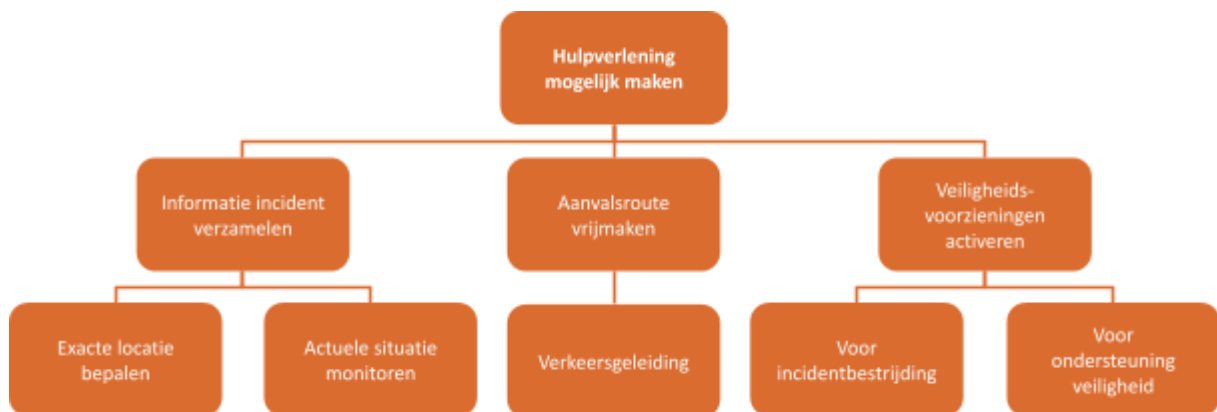 Hulpverlening
mogelijk maken
Informatie incident
verzamelen
Aanvalsroute
vrijmaken
Veiligheids-
voorzieningen
activeren
Exacte locatie
bepalen
Actuele situatie
monitoren
Verkeersgeleiding
Voor
incidentbestrijding
Voor
ondersteuning
veiligheid